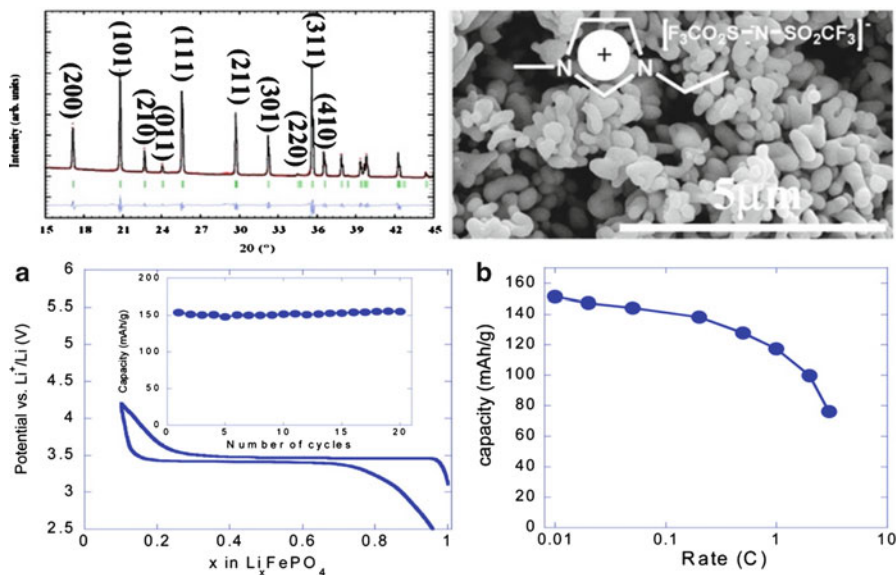 Intensity (arb. units)
(200)
(101)
(210)
(011)
(111)
(211)
(301)
(220)
(311)
(410)
15 18 21 24 27 30 33 36 39 42 45
2θ (°)
[F₃CO₂S-N-SO₂CF₃]⁻
+
N N
5μm
a
Potential vs. Li⁺/Li (V)
6
5.5
5
4.5
4
3.5
3
2.5
0 0.2 0.4 0.6 0.8 1
x in LiₓFePO₄
Capacity (mAh/g)
200
150
100
50
0
0 5 10 15 20
Number of cycles
b
capacity (mAh/g)
160
140
120
100
80
60
40
20
0
0.01 0.1 1 10
Rate (C)